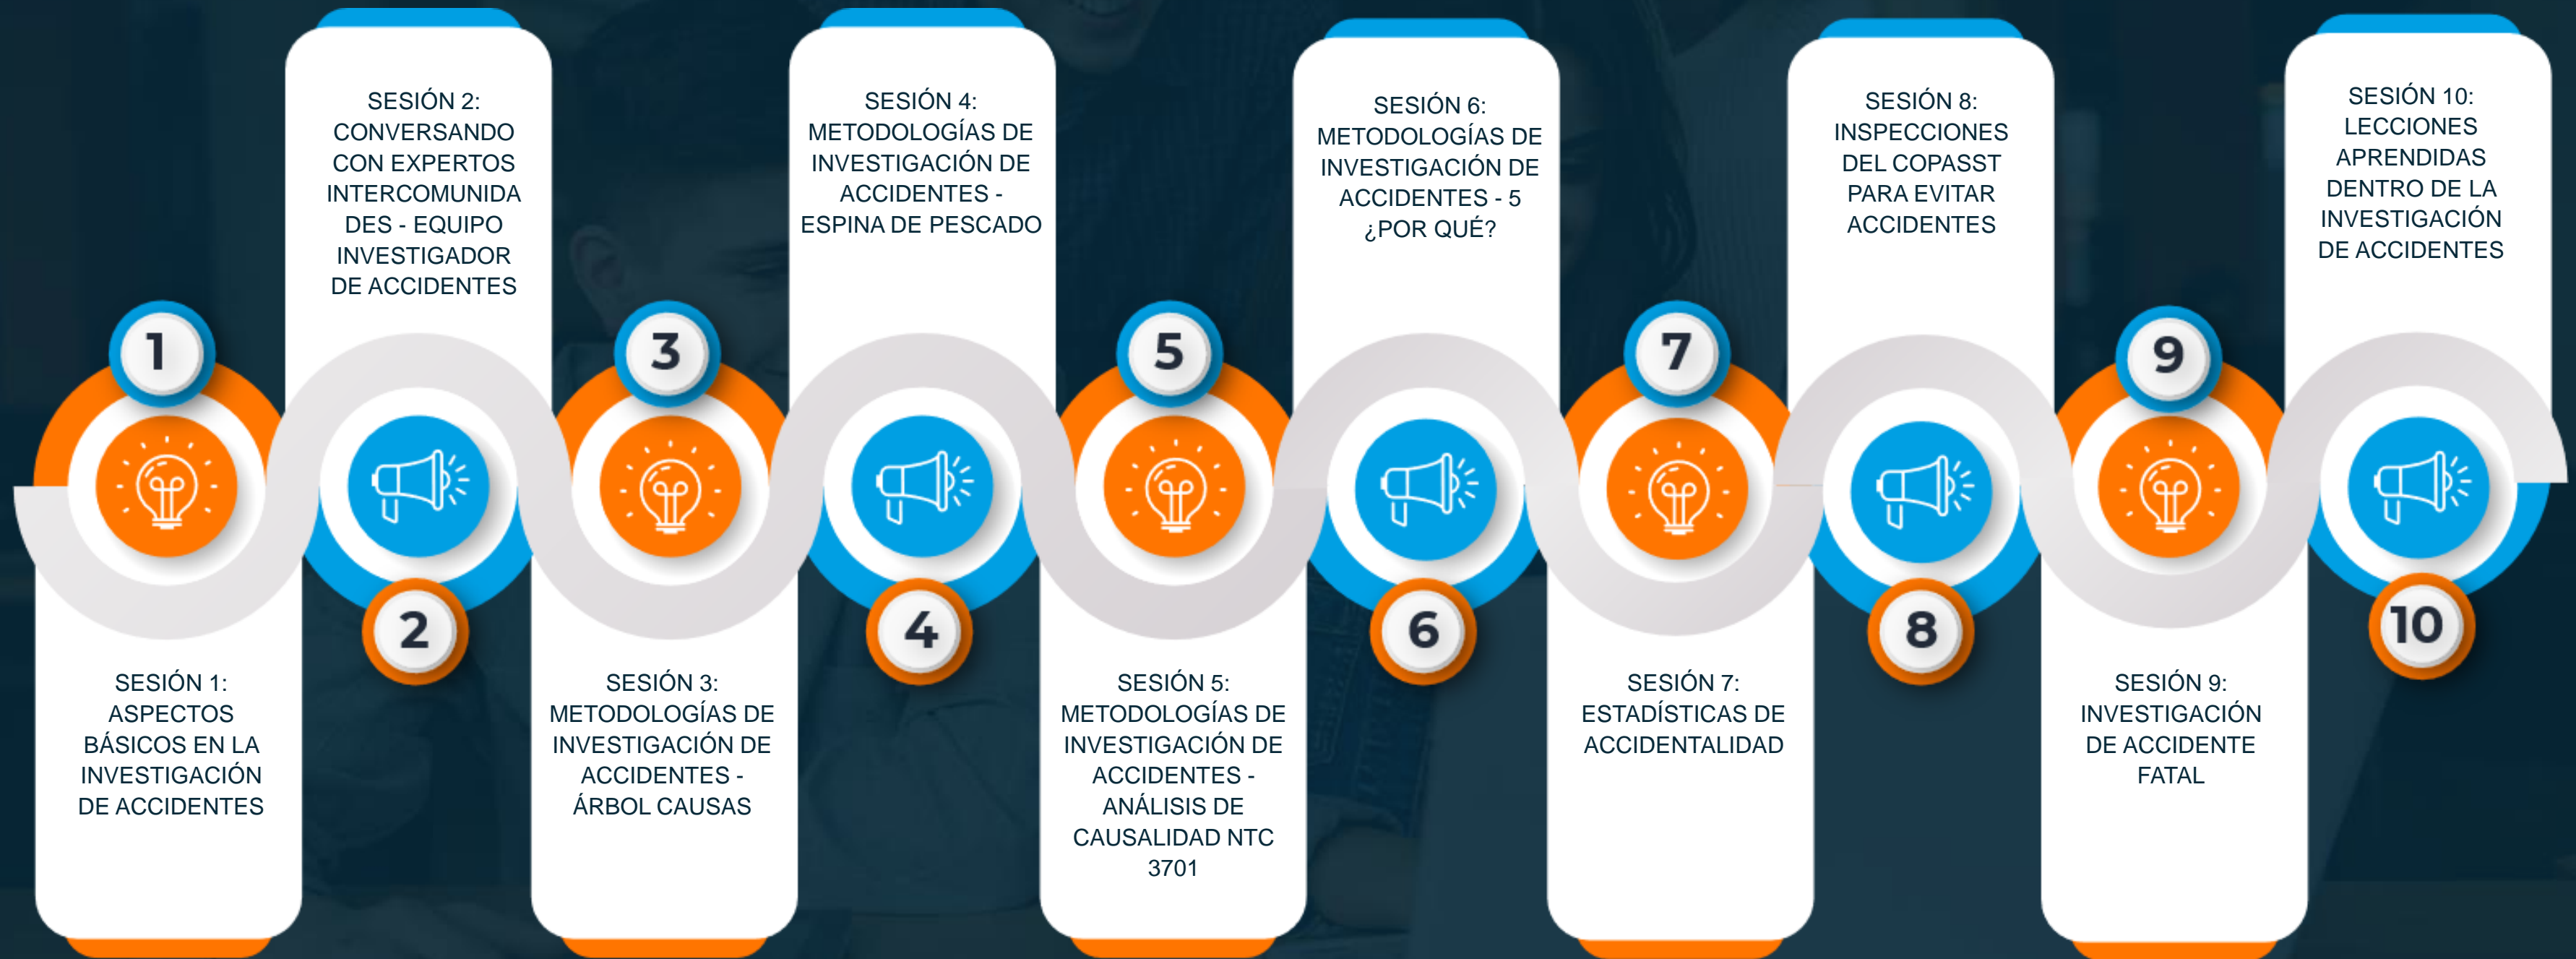 SESIÓN 1:
ASPECTOS
BÁSICOS EN LA
INVESTIGACIÓN
DE ACCIDENTES
1
SESIÓN 2:
CONVERSANDO
CON EXPERTOS
INTERCOMUNIDA
DES - EQUIPO
INVESTIGADOR
DE ACCIDENTES
2
SESIÓN 3:
METODOLOGÍAS DE
INVESTIGACIÓN DE
ACCIDENTES -
ÁRBOL CAUSAS
3
SESIÓN 4:
METODOLOGÍAS DE
INVESTIGACIÓN DE
ACCIDENTES -
ESPINA DE PESCADO
4
SESIÓN 5:
METODOLOGÍAS DE
INVESTIGACIÓN DE
ACCIDENTES -
ANÁLISIS DE
CAUSALIDAD NTC
3701
5
SESIÓN 6:
METODOLOGÍAS DE
INVESTIGACIÓN DE
ACCIDENTES - 5
¿POR QUÉ?
6
SESIÓN 7:
ESTADÍSTICAS DE
ACCIDENTALIDAD
7
SESIÓN 8:
INSPECCIONES
DEL COPASST
PARA EVITAR
ACCIDENTES
8
SESIÓN 9:
INVESTIGACIÓN
DE ACCIDENTE
FATAL
9
SESIÓN 10:
LECCIONES
APRENDIDAS
DENTRO DE LA
INVESTIGACIÓN
DE ACCIDENTES
10